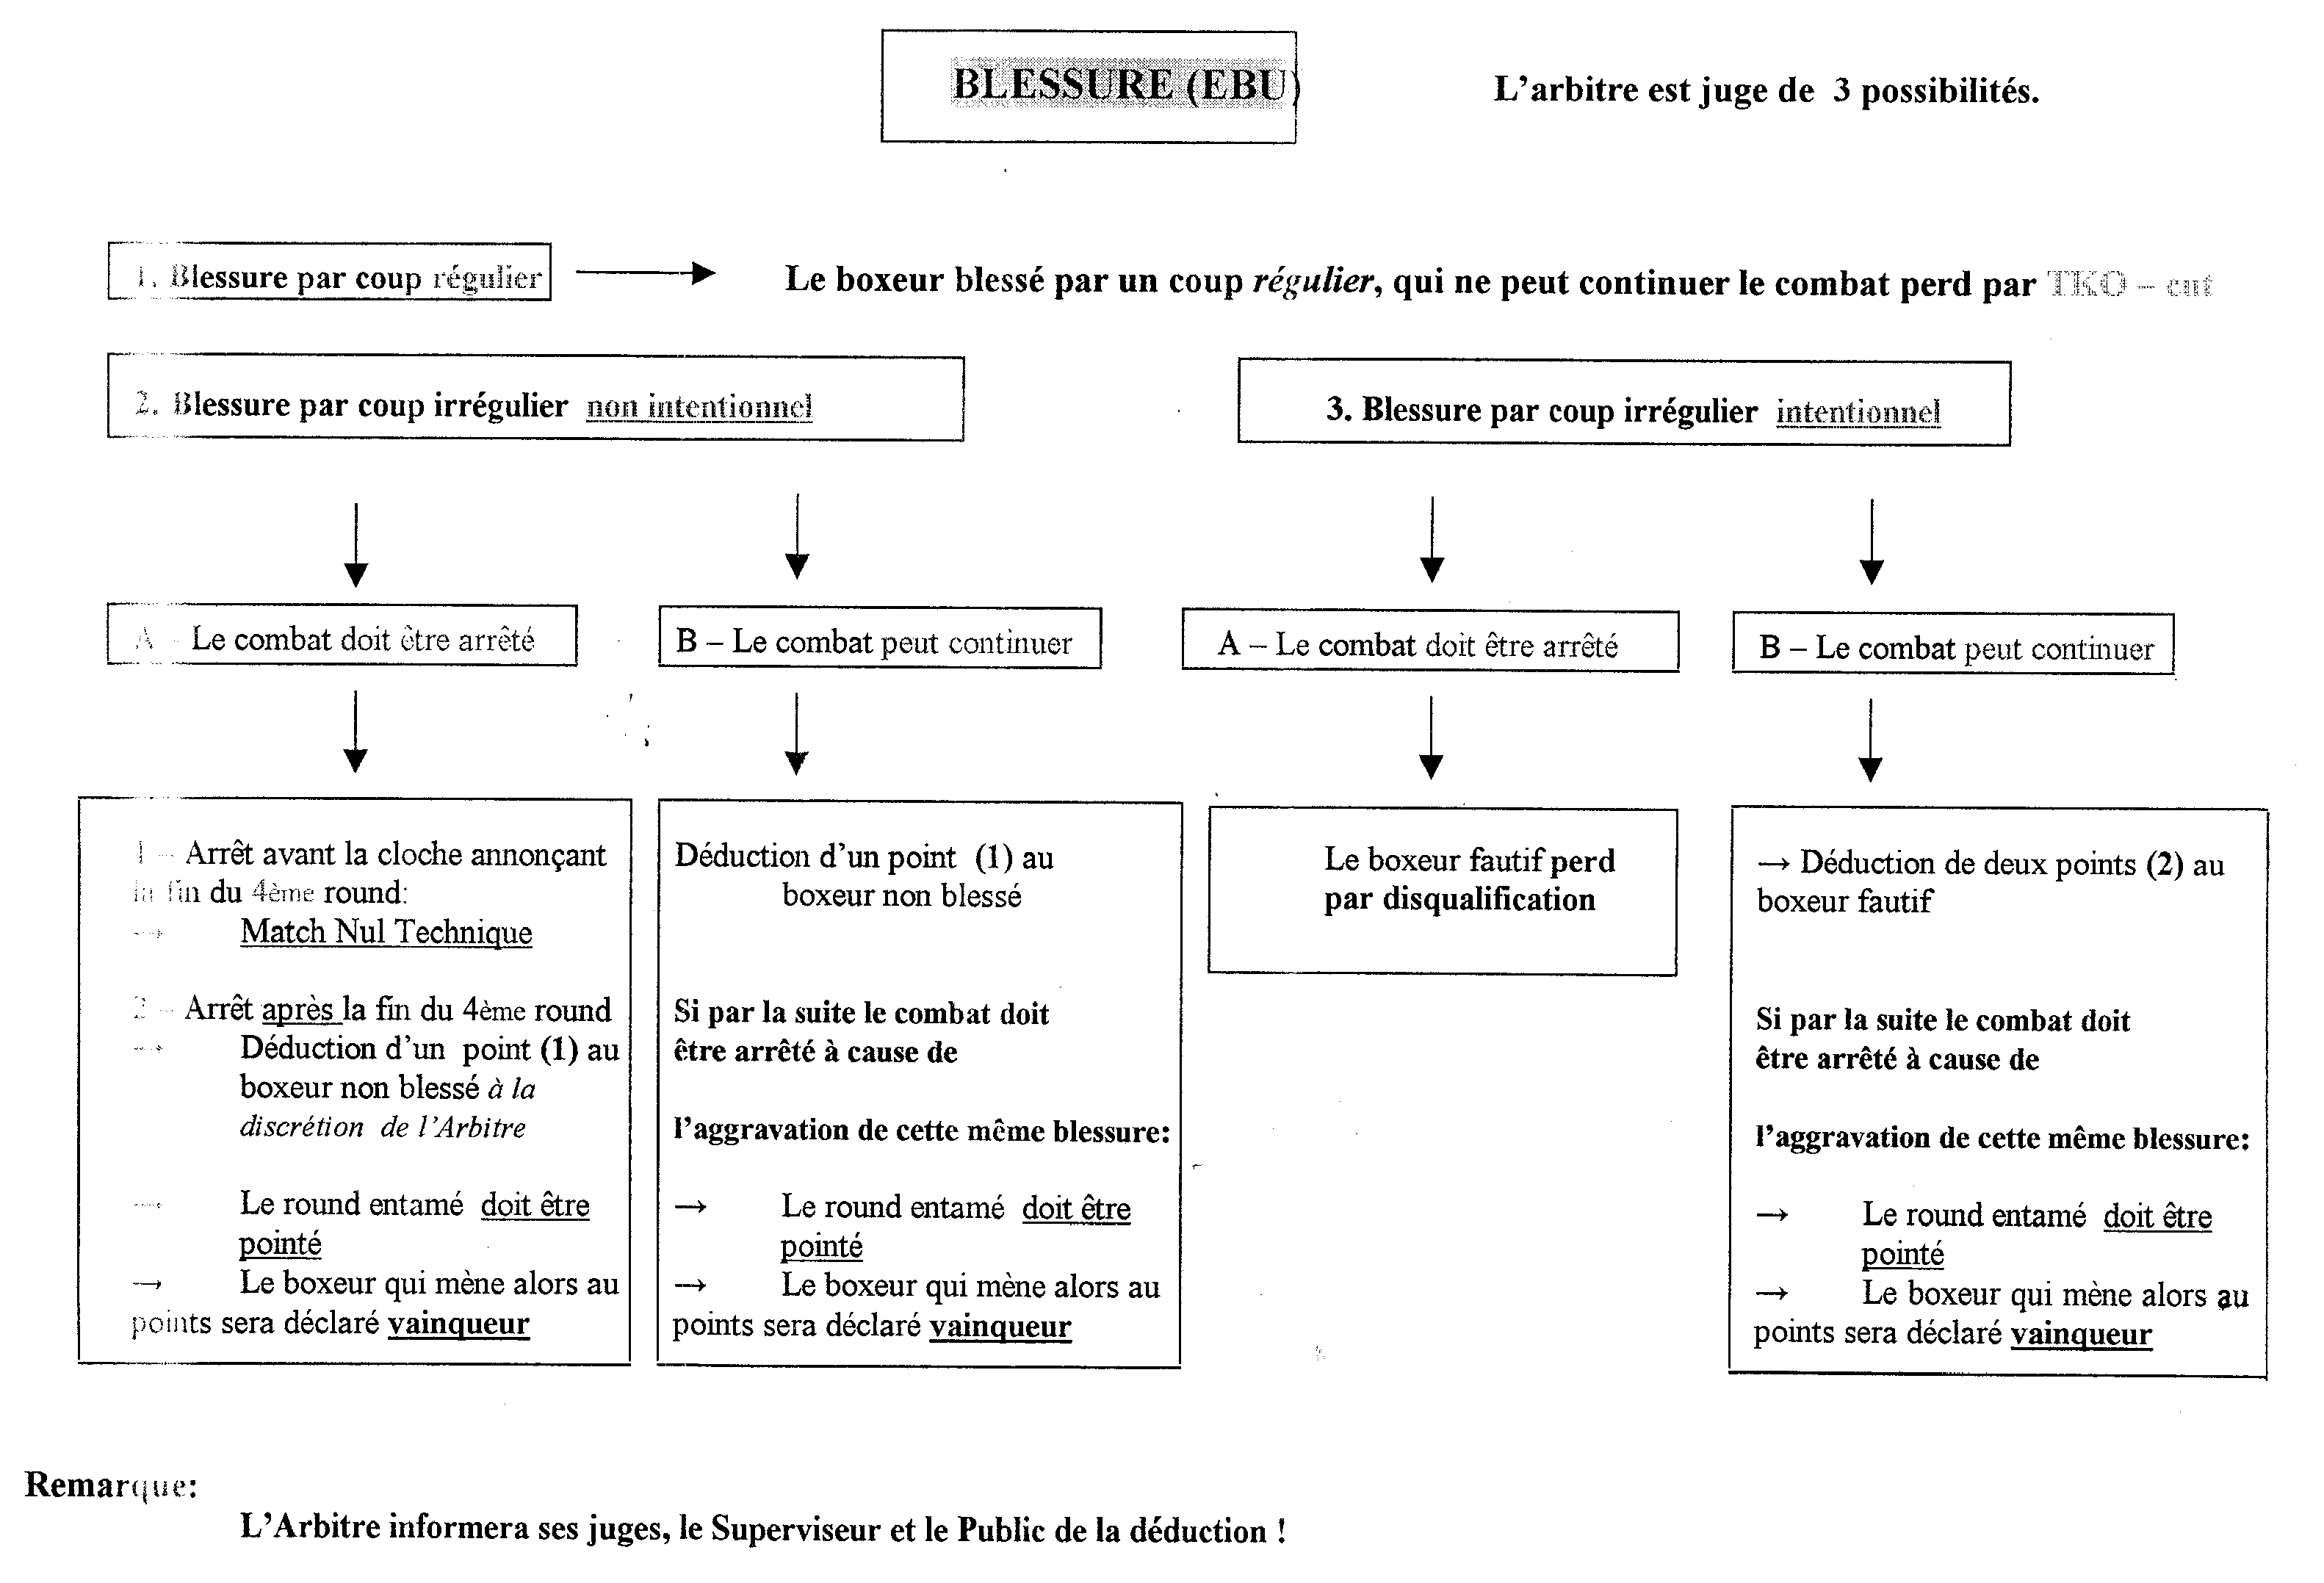 BLESSURE (EBU)
L'arbitre est juge de 3 possibilités.
1. Blessure par coup régulier
Le boxeur blessé par un coup régulier, qui ne peut continuer le combat perd par TKO – cut
2. Blessure par coup irrégulier non intentionnel
3. Blessure par coup irrégulier intentionnel
A – Le combat doit être arrêté
B – Le combat peut continuer
A – Le combat doit être arrêté
B – Le combat peut continuer
1 – Arrêt avant la cloche annonçant
la fin du 4ème round:
→ Match Nul Technique
2 – Arrêt après la fin du 4ème round
→ Déduction d'un point (1) au
boxeur non blessé à la
discrétion de l'Arbitre
→ Le round entamé doit être
pointé
→ Le boxeur qui mène alors au
points sera déclaré vainqueur
Déduction d'un point (1) au
boxeur non blessé
Si par la suite le combat doit
être arrêté à cause de
l'aggravation de cette même blessure:
→ Le round entamé doit être
pointé
→ Le boxeur qui mène alors au
points sera déclaré vainqueur
Le boxeur fautif perd
par disqualification
→ Déduction de deux points (2) au
boxeur fautif
Si par la suite le combat doit
être arrêté à cause de
l'aggravation de cette même blessure:
→ Le round entamé doit être
pointé
→ Le boxeur qui mène alors au
points sera déclaré vainqueur
Remarque:
L'Arbitre informera ses juges, le Superviseur et le Public de la déduction !